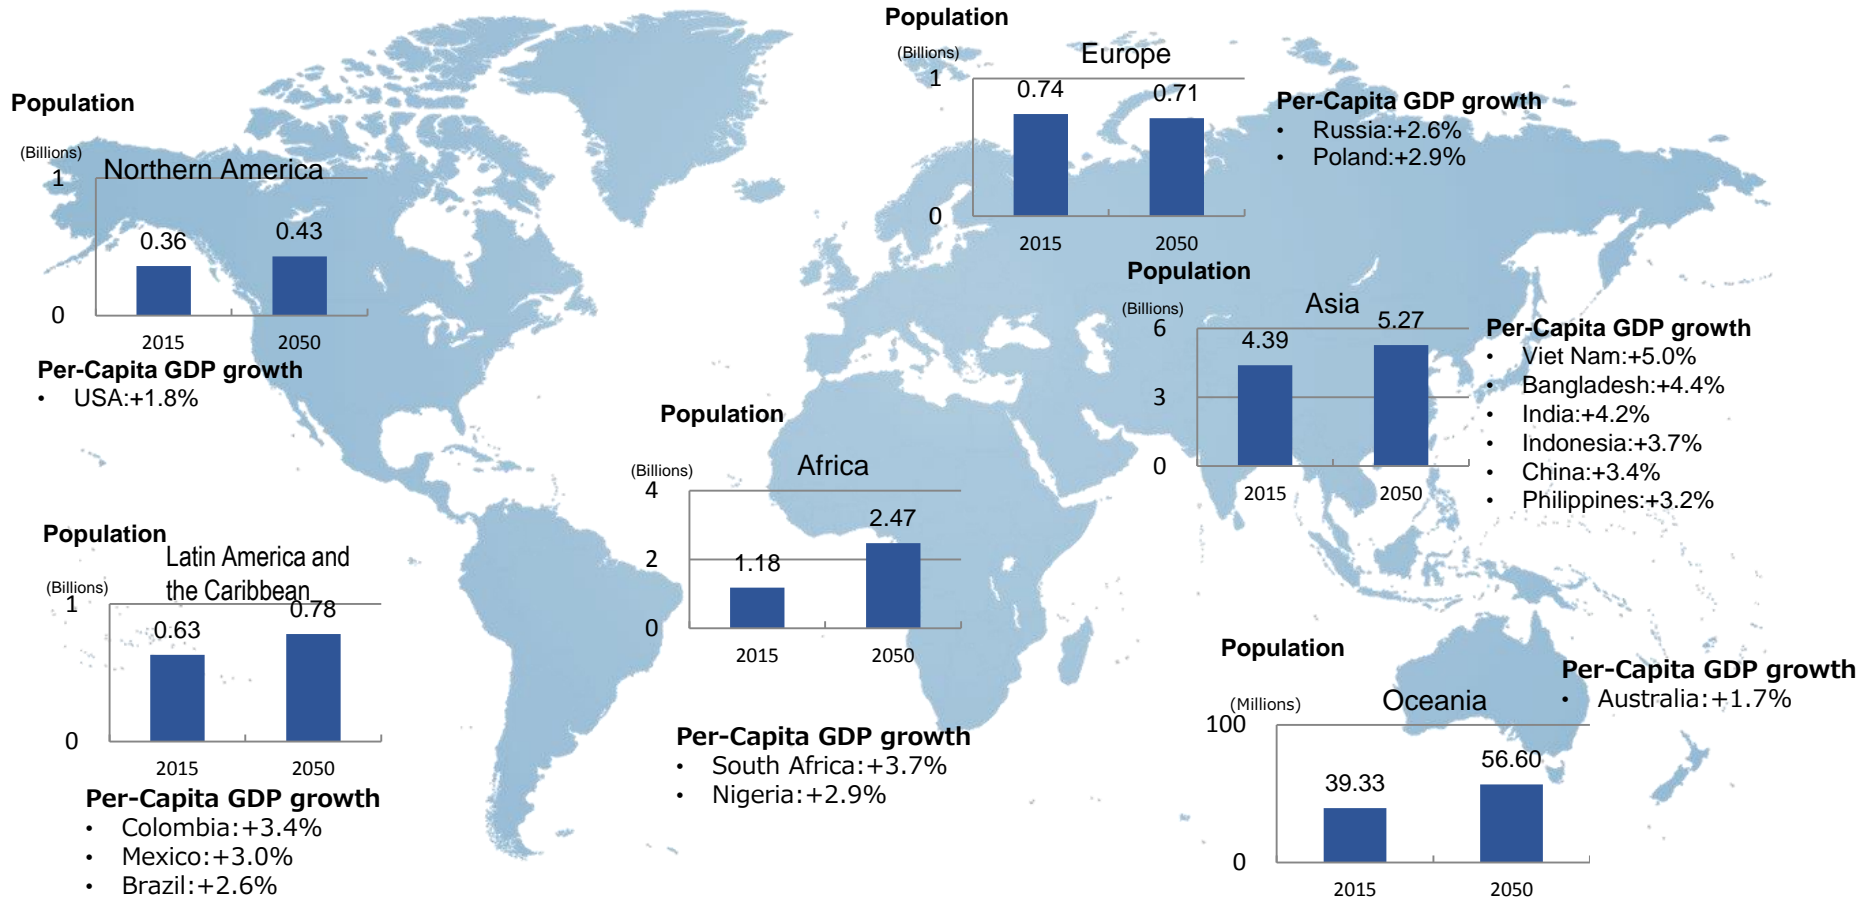 Population
(Billions)
Northern America
1
0.36
0.43
0
2015
2050
Per-Capita GDP growth
• USA:+1.8%
Population
(Billions)
Europe
1
0.74
0.71
0
2015
2050
Per-Capita GDP growth
• Russia:+2.6%
• Poland:+2.9%
Population
(Billions)
Asia
6
4.39
5.27
3
0
2015
2050
Per-Capita GDP growth
• Viet Nam:+5.0%
• Bangladesh:+4.4%
• India:+4.2%
• Indonesia:+3.7%
• China:+3.4%
• Philippines:+3.2%
Population
(Billions)
Africa
4
2.47
2
1.18
0
2015
2050
Per-Capita GDP growth
• South Africa:+3.7%
• Nigeria:+2.9%
Population
Latin America and
the Caribbean
(Billions)
1
0.63
0.78
0
2015
2050
Per-Capita GDP growth
• Colombia:+3.4%
• Mexico:+3.0%
• Brazil:+2.6%
Population
(Millions)
Oceania
100
39.33
56.60
0
2015
2050
Per-Capita GDP growth
• Australia:+1.7%